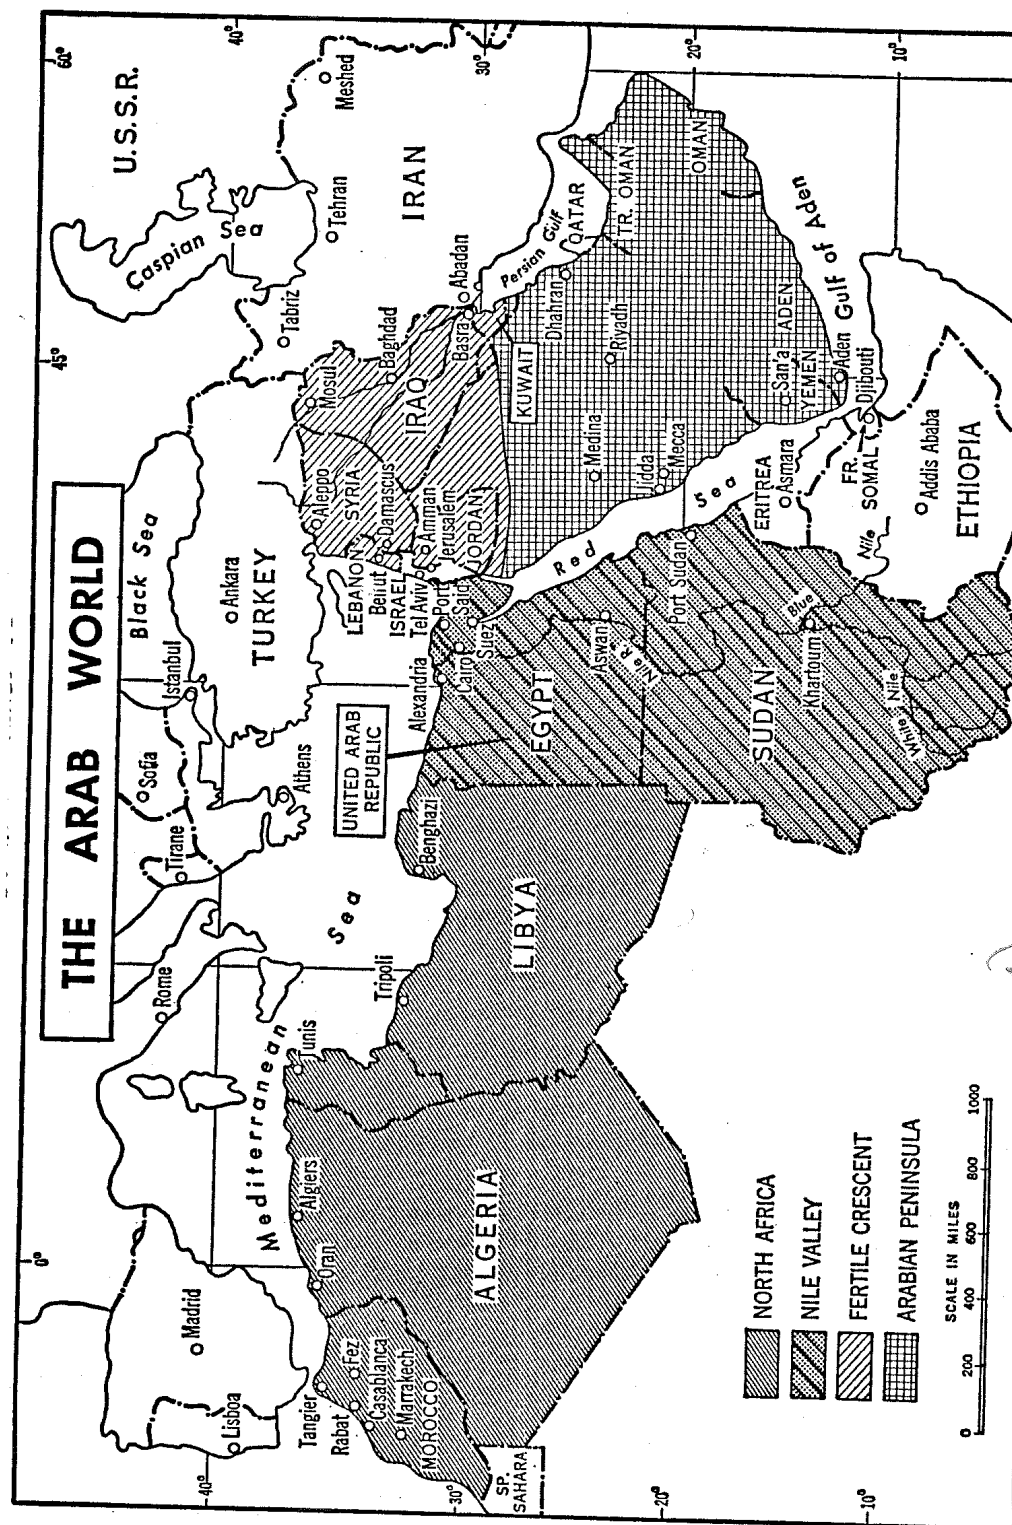 THE ARAB WORLD
60°
45°
0°
40°
30°
20°
10°
40°
30°
20°
10°
U.S.S.R.
Caspian
Sea
Black Sea
Meshed
Tehran
Tabriz
IRAN
Abadan
Persian Gulf
QATAR
TR. OMAN
OMAN
Baghdad
Basra
Mosul
IRAQ
KUWAIT
Dhahran
Riyadh
Medina
Jidda
Mecca
ADEN
San'a
YEMEN
Aden
Gulf of Aden
Djibouti
FR.
SOMAL.
Addis Ababa
ETHIOPIA
ERITREA
Asmara
Red
Sea
Aleppo
SYRIA
Damascus
LEBANON
Beirut
ISRAEL
Tel Aviv
Amman
Jerusalem
JORDAN
Port
Said
Suez
Cairo
Alexandria
EGYPT
Aswan
Nile R.
Port Sudan
SUDAN
Khartoum
Blue
Nile
White Nile
UNITED ARAB
REPUBLIC
Ankara
TURKEY
Istanbul
Sofia
Athens
Tirane
Rome
Mediterranean
Sea
Benghazi
LIBYA
Tripoli
Tunis
Algiers
Oran
ALGERIA
Madrid
Lisboa
Tangier
Fez
Rabat
Casablanca
Marrakech
MOROCCO
SP.
SAHARA
NORTH AFRICA
NILE VALLEY
FERTILE CRESCENT
ARABIAN PENINSULA
SCALE IN MILES
0 200 400 600 800 1000